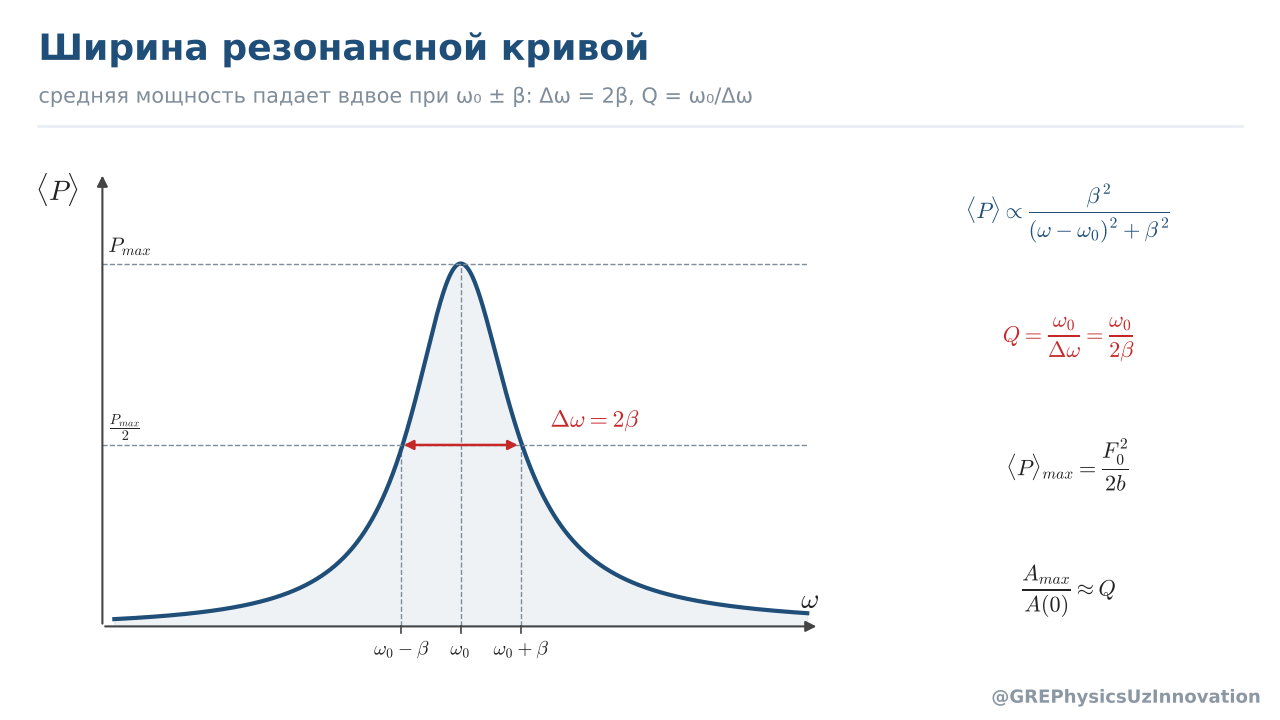 Ширина резонансной кривой
средняя мощность падает вдвое при ω₀ ± β: Δω = 2β, Q = ω₀/Δω
⟨P⟩
P_max
P_max/2
Δω = 2β
ω
ω₀ − β
ω₀
ω₀ + β
⟨P⟩ ∝ β²/((ω − ω₀)² + β²)
Q = ω₀/Δω = ω₀/2β
⟨P⟩_max = F₀²/2b
A_max/A(0) ≈ Q
@GREPhysicsUzInnovation